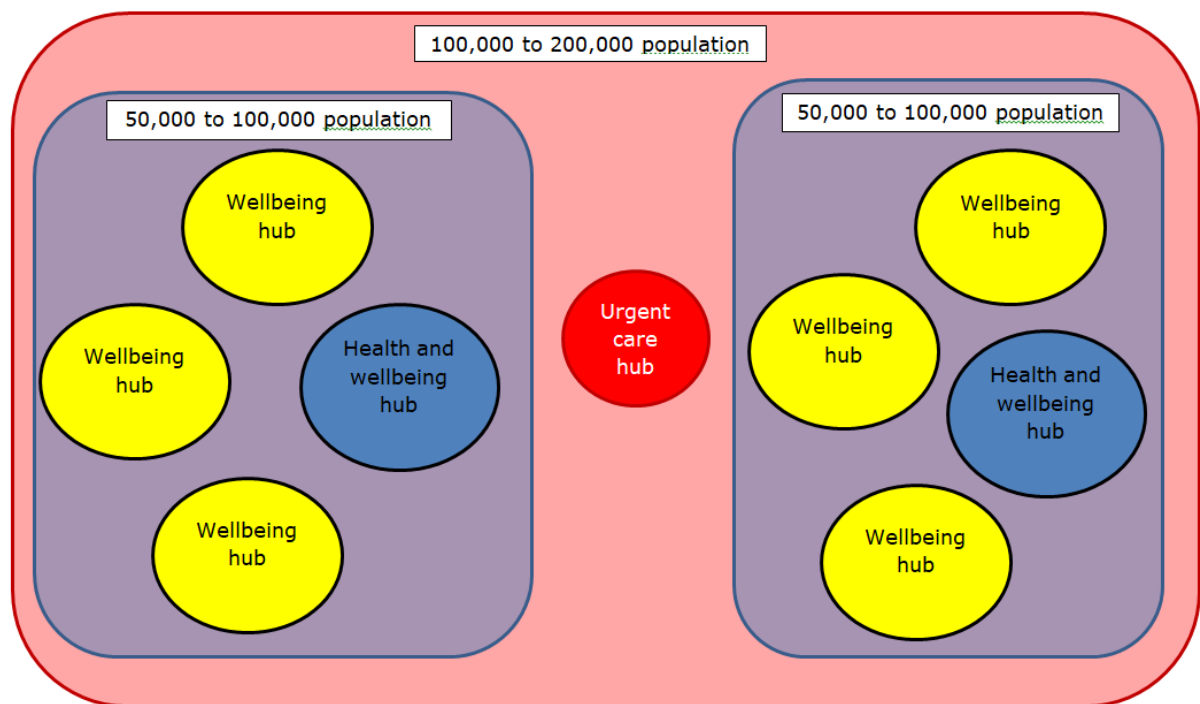 100,000 to 200,000 population
50,000 to 100,000 population
Wellbeing
hub
Wellbeing
hub
Health and
wellbeing
hub
Wellbeing
hub
Urgent
care
hub
50,000 to 100,000 population
Wellbeing
hub
Wellbeing
hub
Health and
wellbeing
hub
Wellbeing
hub